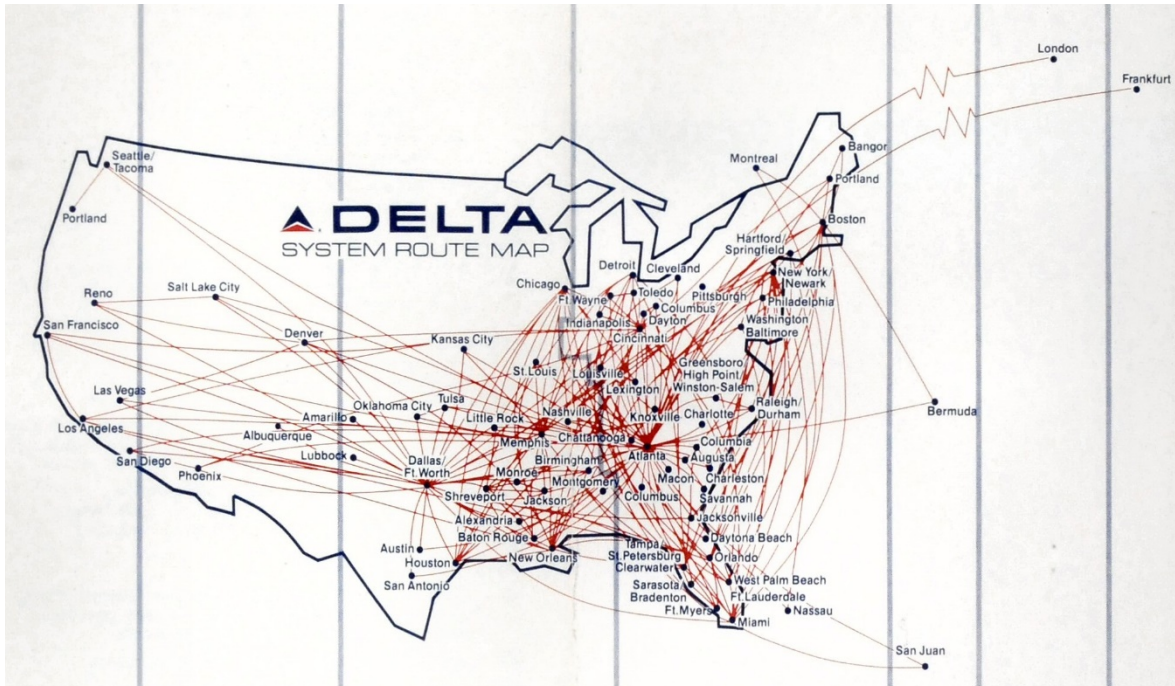 London
Frankfurt
Bangor
Montreal
Portland
Seattle/
Tacoma
Boston
Portland
DELTA
SYSTEM ROUTE MAP
Hartford/
Springfield
New York/
Newark
Detroit
Cleveland
Chicago
Ft. Wayne
Toledo
Pittsburgh
Philadelphia
Columbus
Indianapolis
Dayton
Cincinnati
Washington
Baltimore
Salt Lake City
Reno
San Francisco
Denver
Kansas City
St. Louis
Louisville
Lexington
Greensboro
High Point
Winston-Salem
Raleigh/
Durham
Bermuda
Las Vegas
Los Angeles
Oklahoma City
Tulsa
Amarillo
Little Rock
Nashville
Knoxville
Charlotte
Albuquerque
Memphis
Chattanooga
Atlanta
Columbia
San Diego
Lubbock
Dallas/
Ft. Worth
Birmingham
Augusta
Phoenix
Monroe
Montgomery
Macon
Charleston
Shreveport
Jackson
Columbus
Savannah
Alexandria
Jacksonville
Baton Rouge
Daytona Beach
Austin
New Orleans
Tampa
St. Petersburg
Clearwater
Orlando
Houston
San Antonio
Sarasota
Bradenton
West Palm Beach
Ft. Lauderdale
Ft. Myers
Nassau
Miami
San Juan